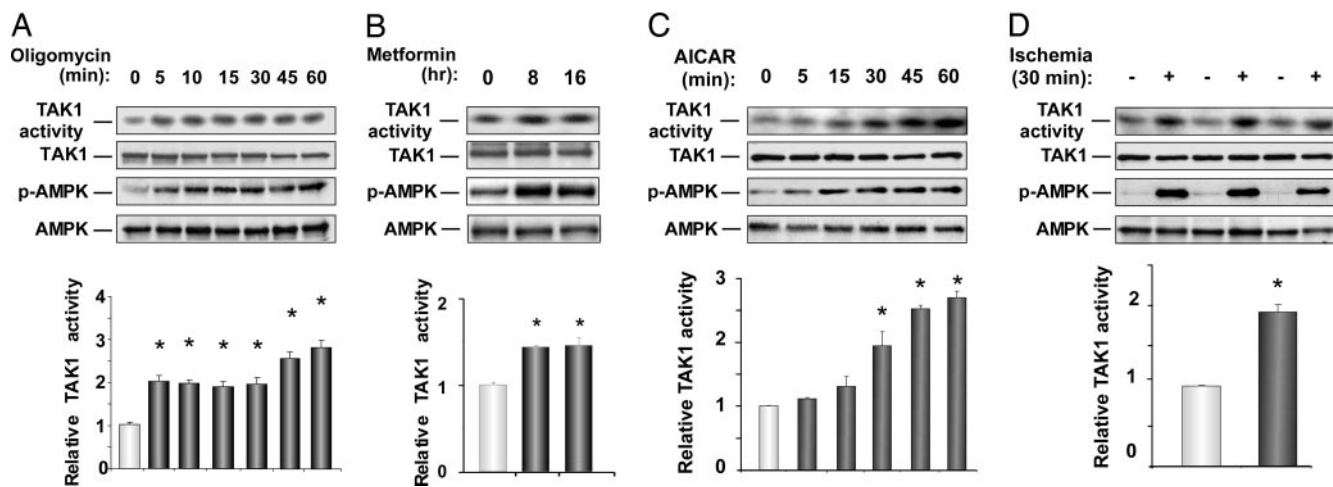 A
Oligomycin
(min): 0 5 10 15 30 45 60
TAK1
activity
TAK1
p-AMPK
AMPK
Relative TAK1 activity
4
3
2
1
0
* * * * * *
B
Metformin
(hr): 0 8 16
TAK1
activity
TAK1
p-AMPK
AMPK
Relative TAK1 activity
2
1
0
* *
C
AICAR
(min): 0 5 15 30 45 60
TAK1
activity
TAK1
p-AMPK
AMPK
Relative TAK1 activity
3
2
1
0
* * *
D
Ischemia
(30 min): - + - + - +
TAK1
activity
TAK1
p-AMPK
AMPK
Relative TAK1 activity
2
1
0
*